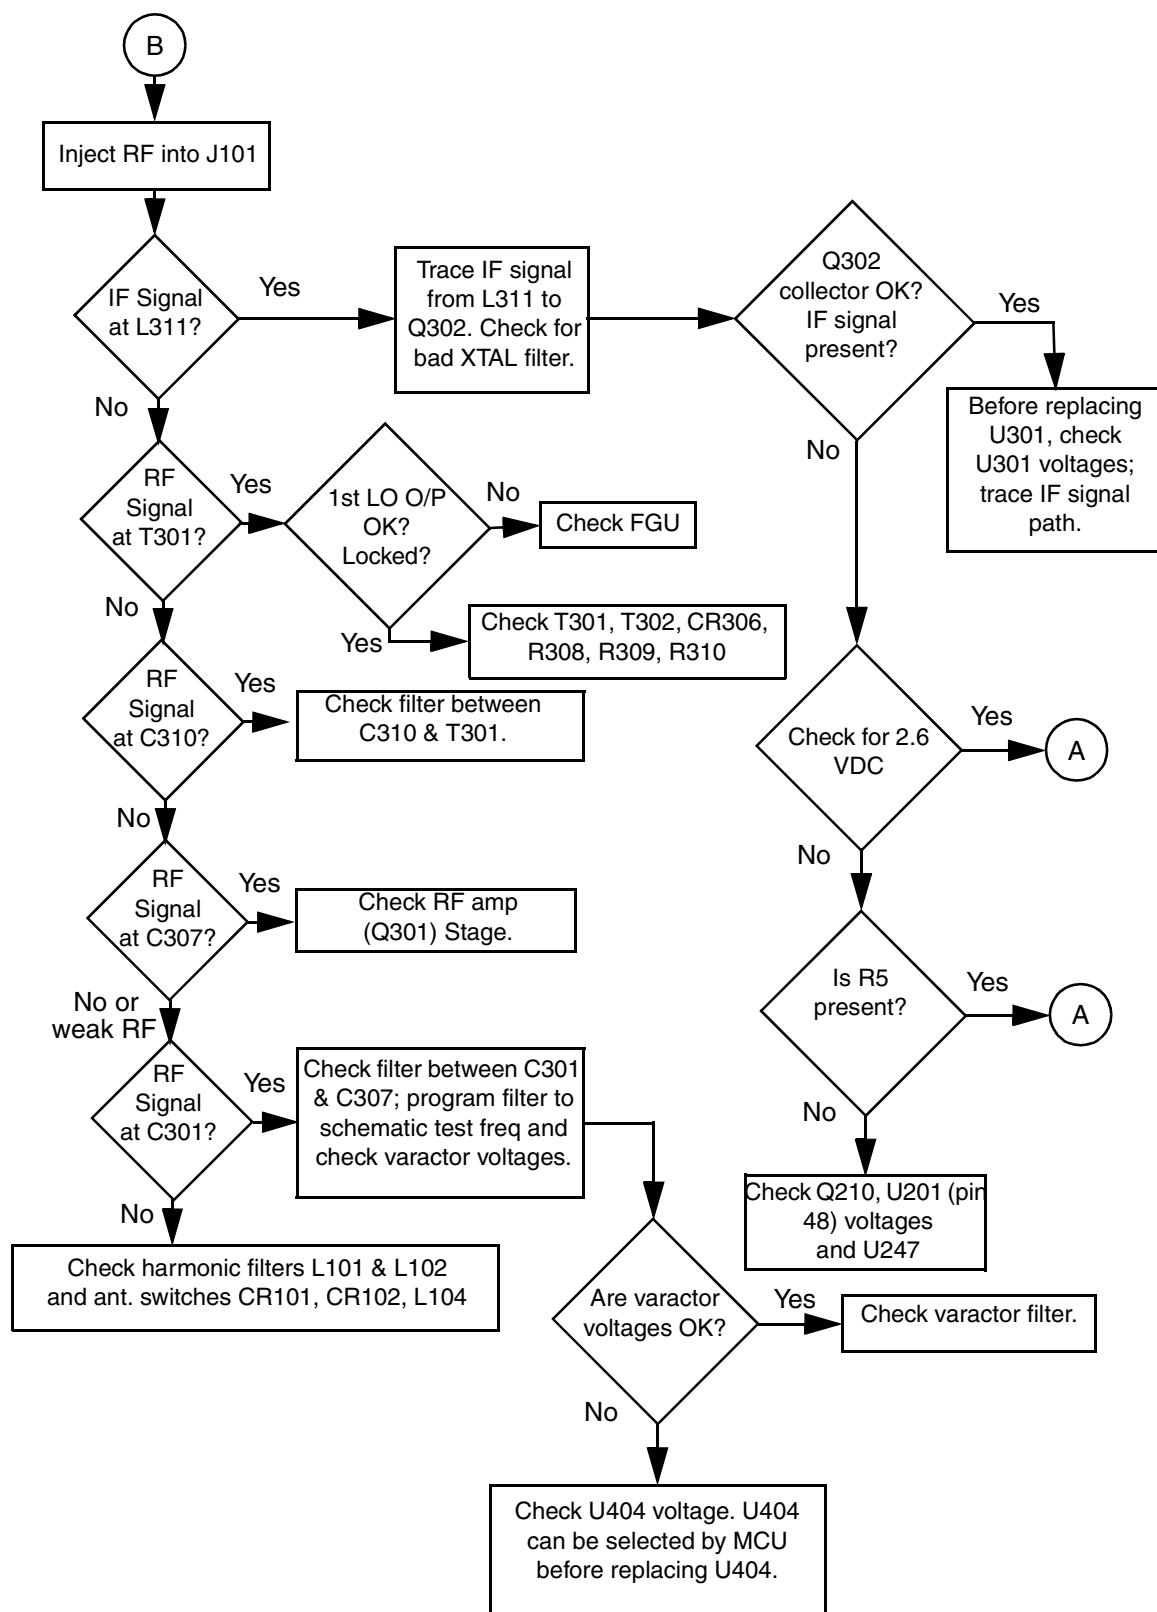 B
Inject RF into J101
IF Signal
at L311?
Yes
Trace IF signal
from L311 to
Q302. Check for
bad XTAL filter.
Q302
collector OK?
IF signal
present?
Yes
Before replacing
U301, check
U301 voltages;
trace IF signal
path.
No
No
RF
Signal
at T301?
Yes
1st LO O/P
OK?
Locked?
No
Check FGU
Yes
Check T301, T302, CR306,
R308, R309, R310
No
RF
Signal
at C310?
Yes
Check filter between
C310 & T301.
Check for 2.6
VDC
Yes
A
No
No
RF
Signal
at C307?
Yes
Check RF amp
(Q301) Stage.
Is R5
present?
Yes
A
No
No or
weak RF
RF
Signal
at C301?
Yes
Check filter between C301
& C307; program filter to
schematic test freq and
check varactor voltages.
No
Check harmonic filters L101 & L102
and ant. switches CR101, CR102, L104
Check Q210, U201 (pin
48) voltages
and U247
Are varactor
voltages OK?
Yes
Check varactor filter.
No
Check U404 voltage. U404
can be selected by MCU
before replacing U404.